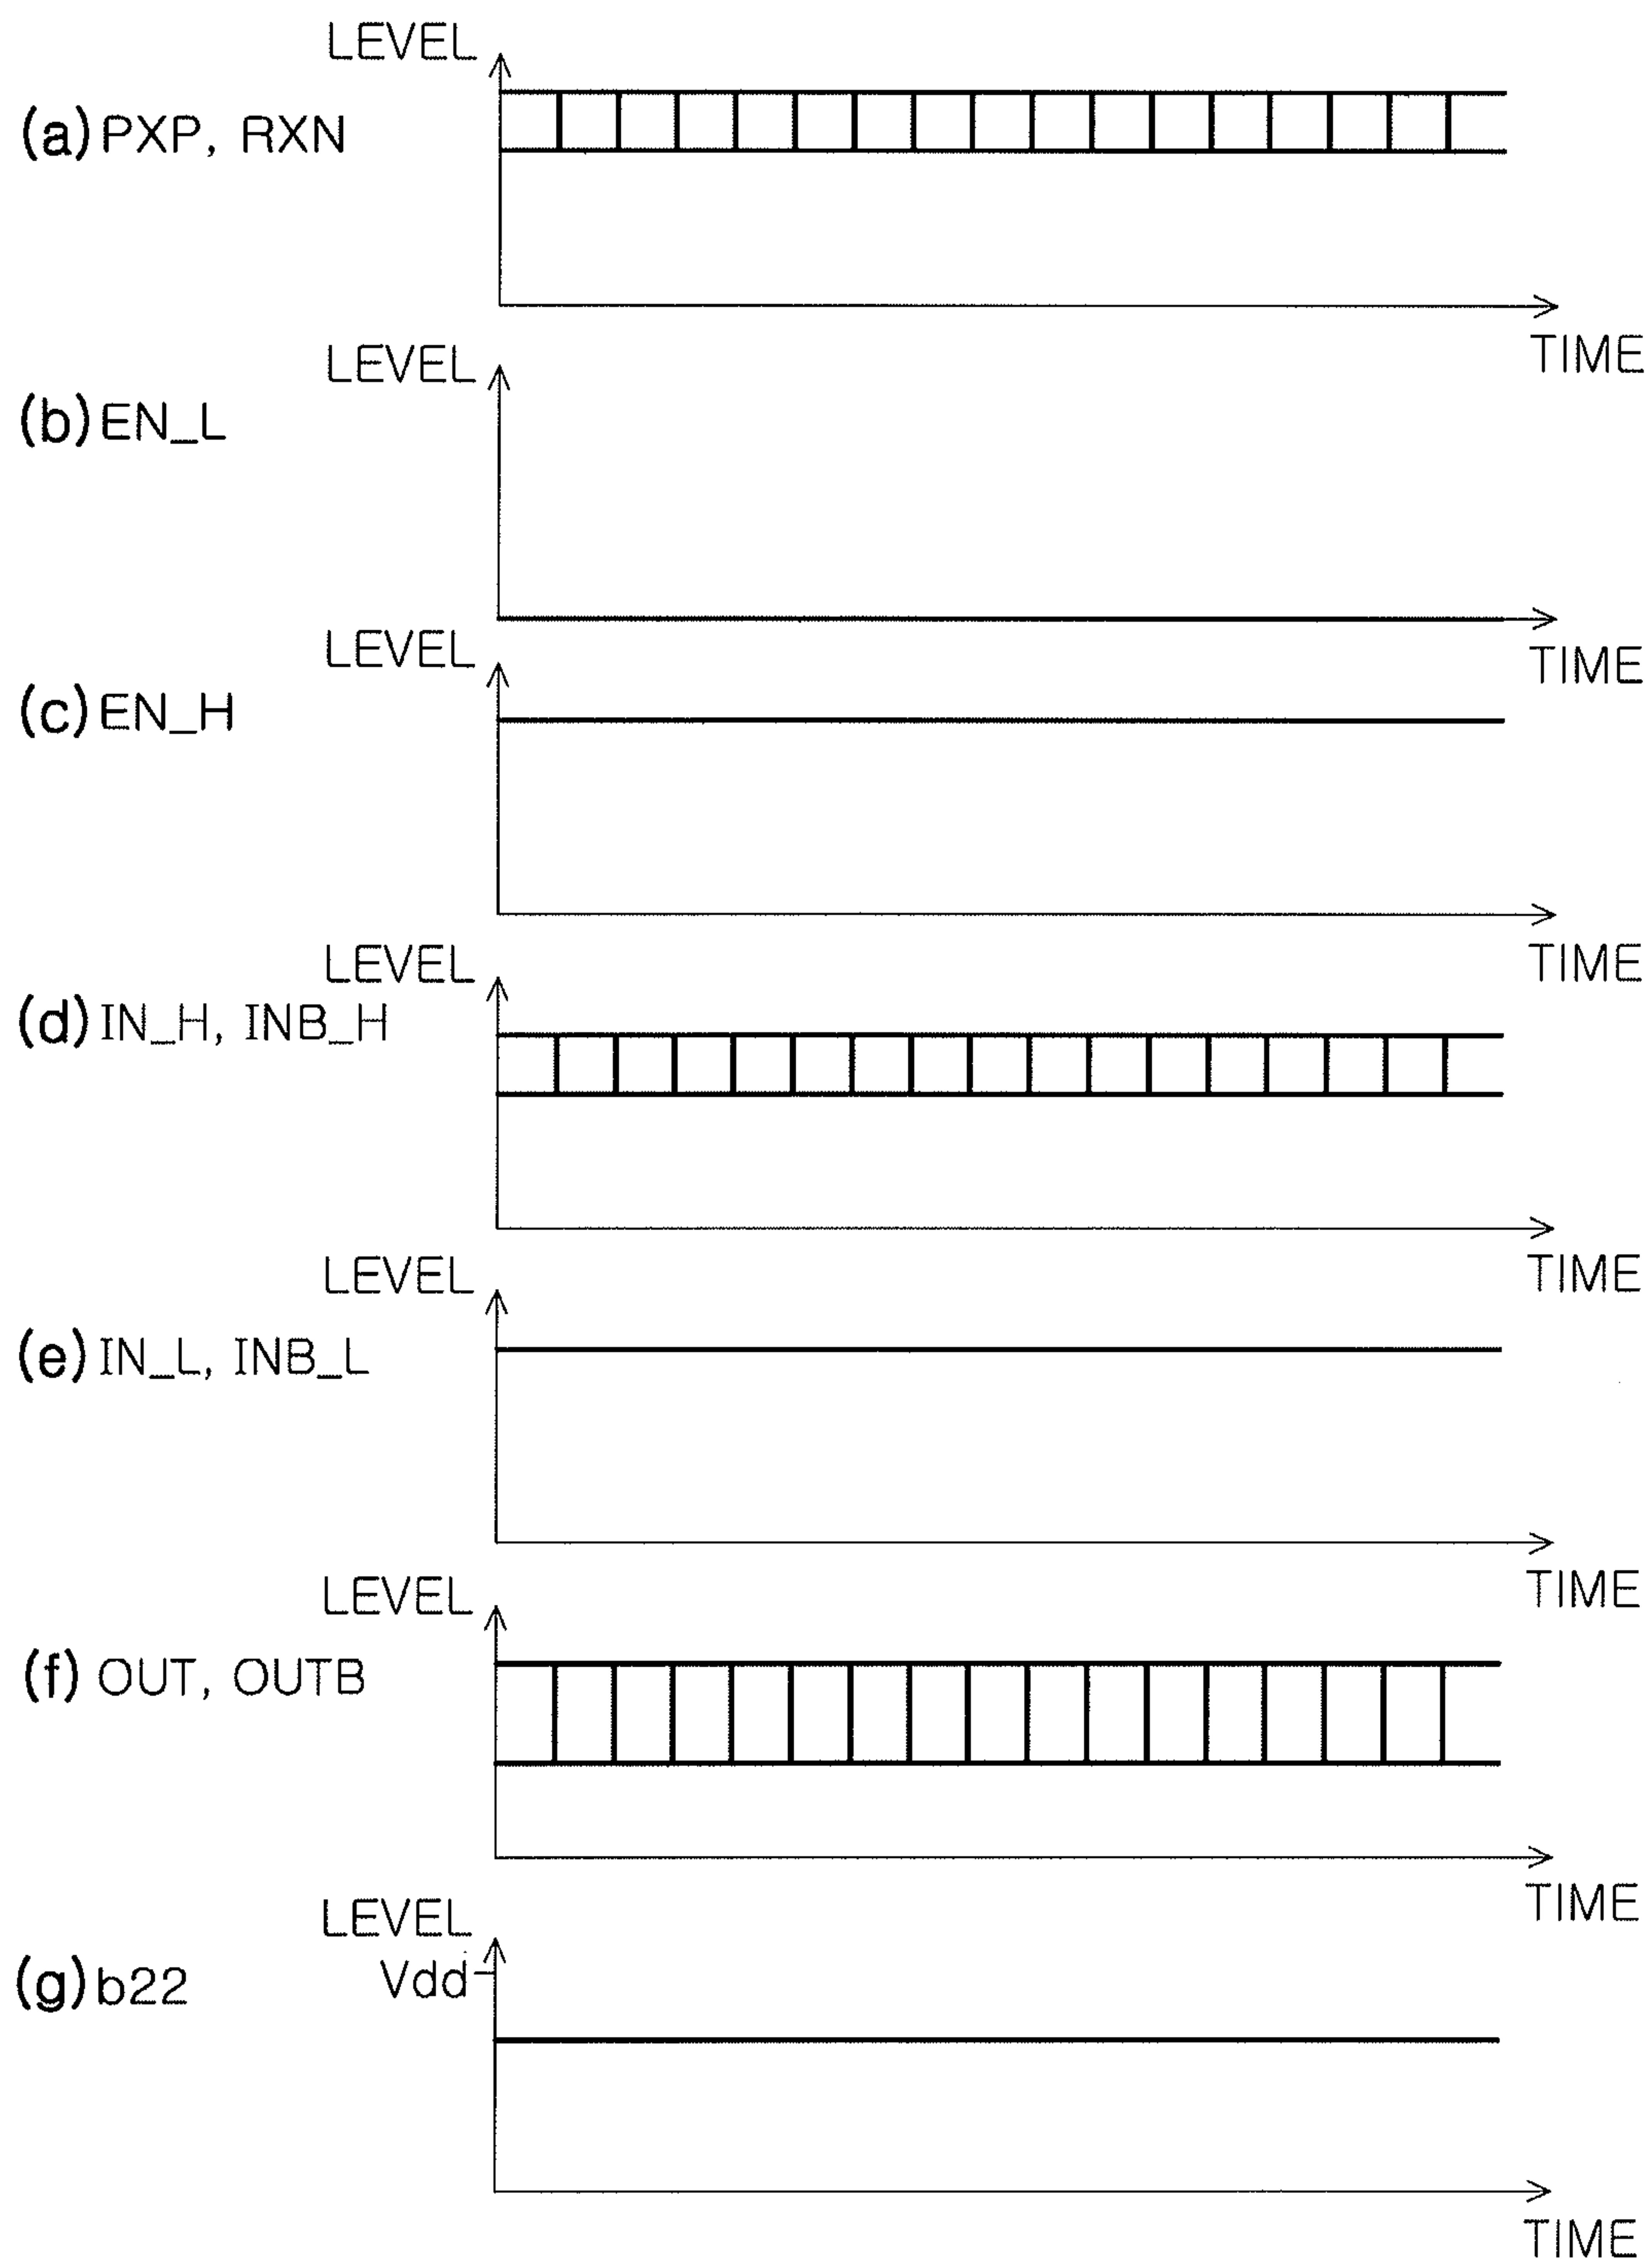 LEVEL
(a) PXP, RXN
TIME
LEVEL
(b) EN_L
TIME
LEVEL
(c) EN_H
TIME
LEVEL
(d) IN_H, INB_H
TIME
LEVEL
(e) IN_L, INB_L
TIME
LEVEL
(f) OUT, OUTB
TIME
LEVEL
(g) b22 Vdd
TIME